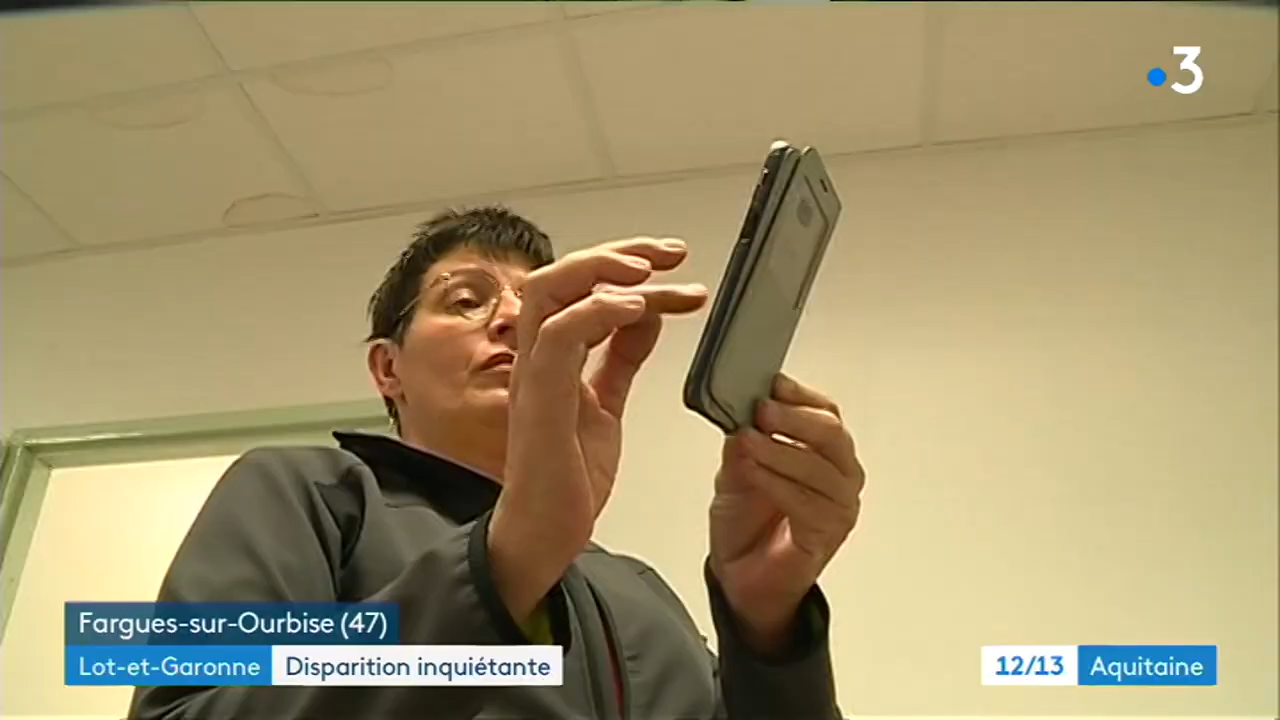 3
Fargues-sur-Ourbise (47)
Lot-et-Garonne Disparition inquiétante
12/13 Aquitaine